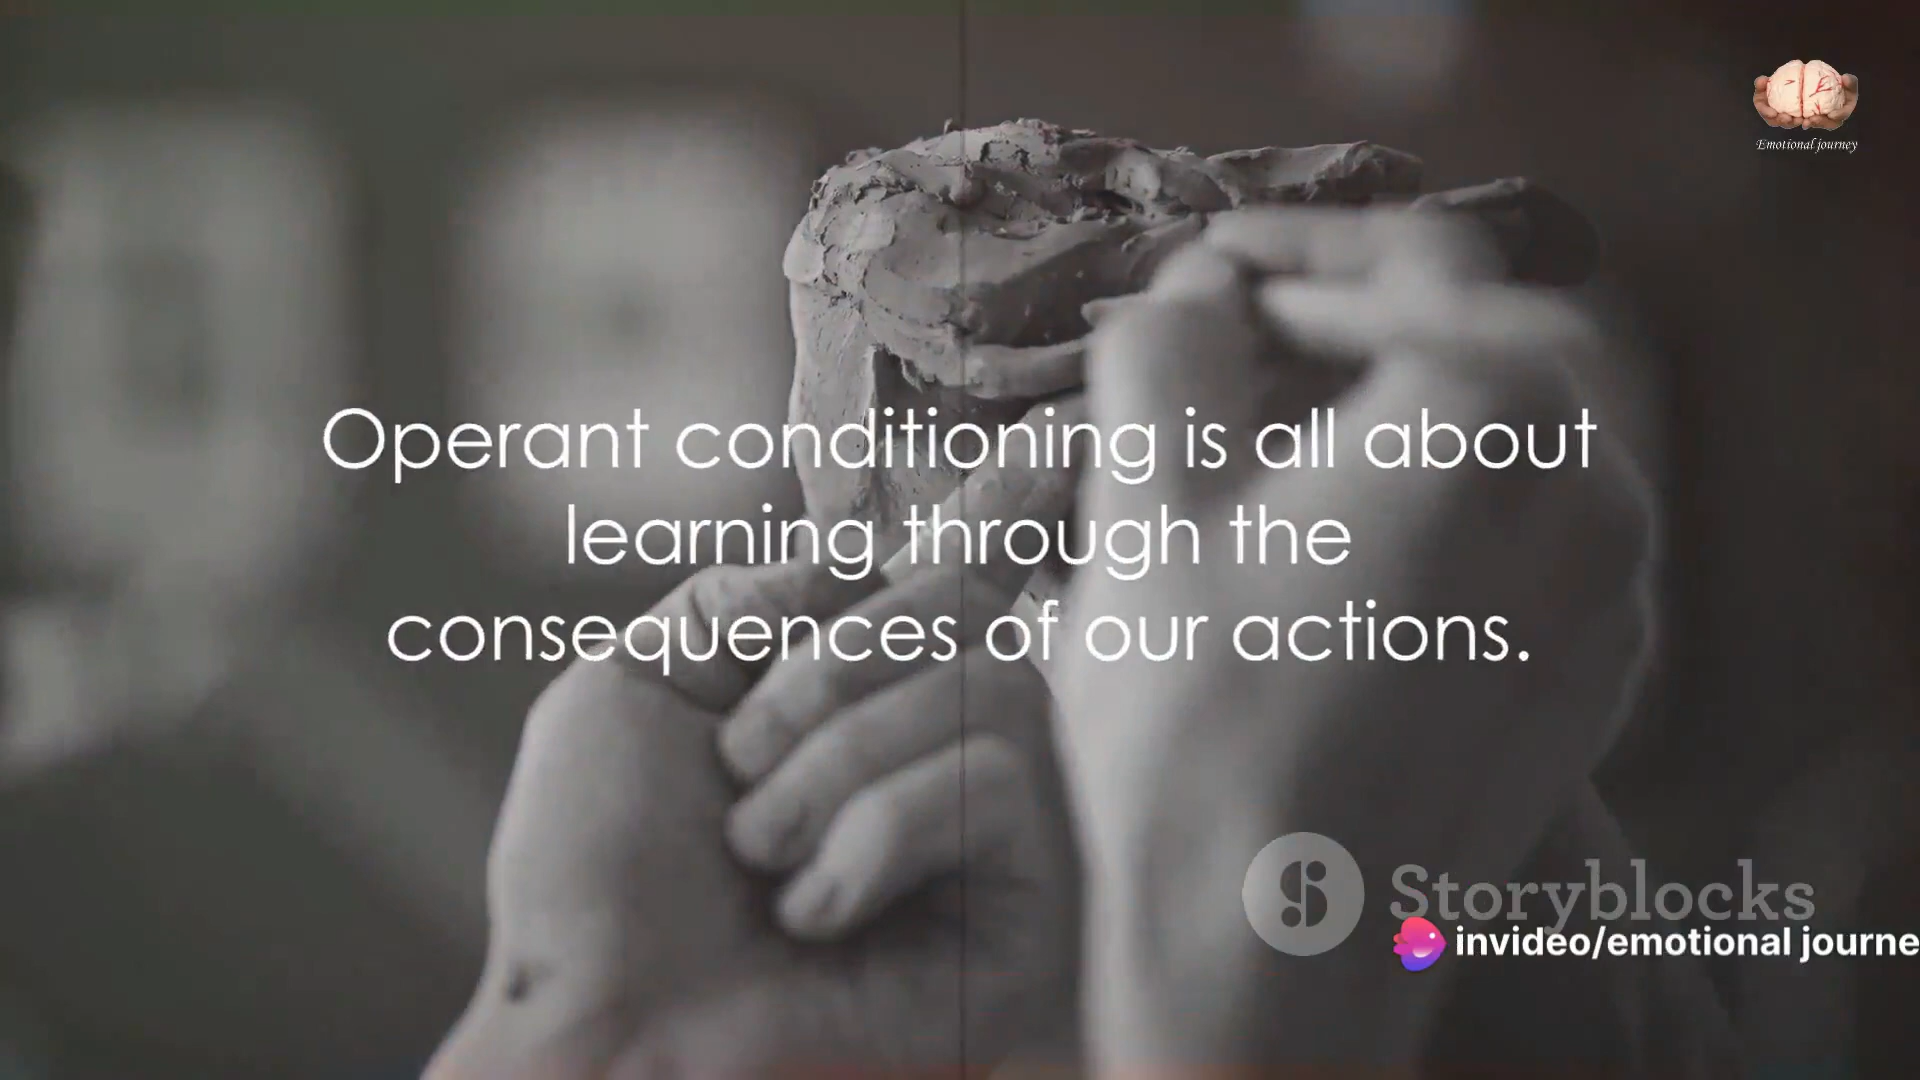 Emotional journey
Operant conditioning is all about
learning through the
consequences of our actions.
Storyblocks
invideo/emotional journe